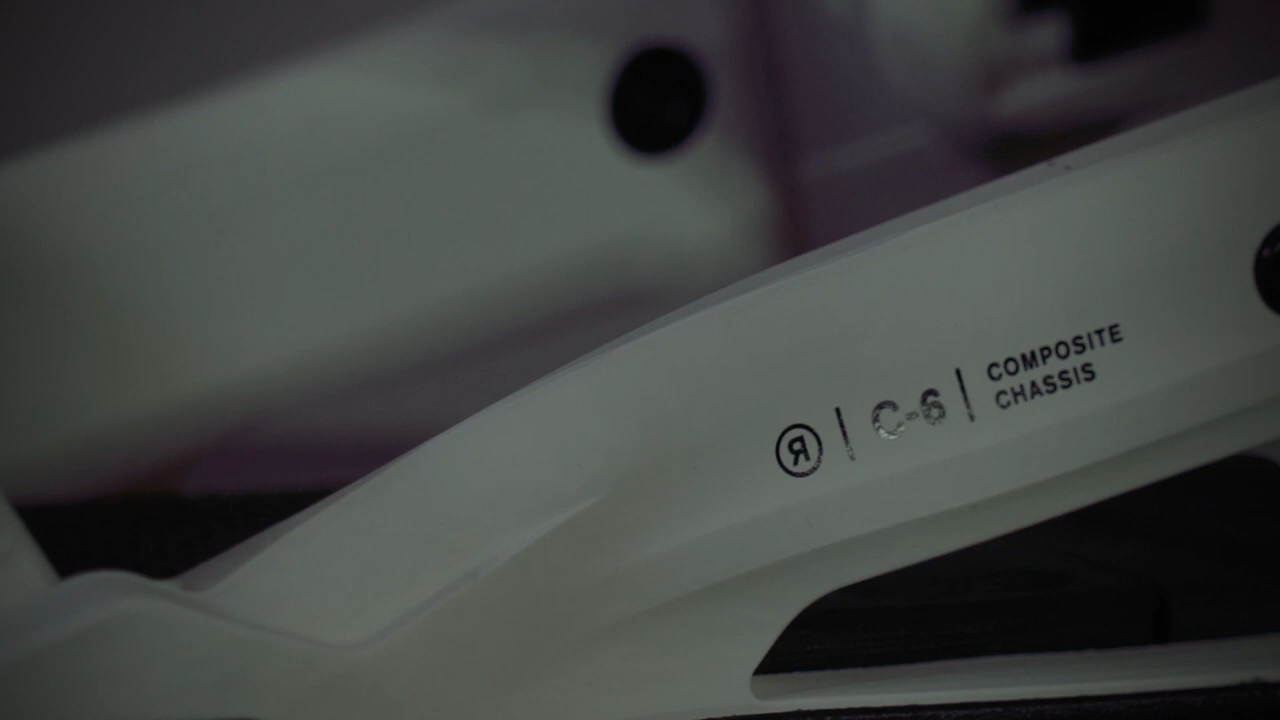 Я | C-6 | COMPOSITE
CHASSIS